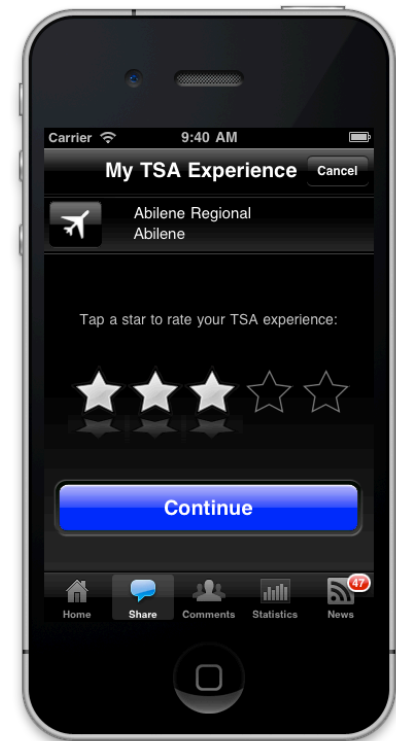 Carrier 9:40 AM
My TSA Experience Cancel
Abilene Regional
Abilene
Tap a star to rate your TSA experience:
Continue
47
Home Share Comments Statistics News